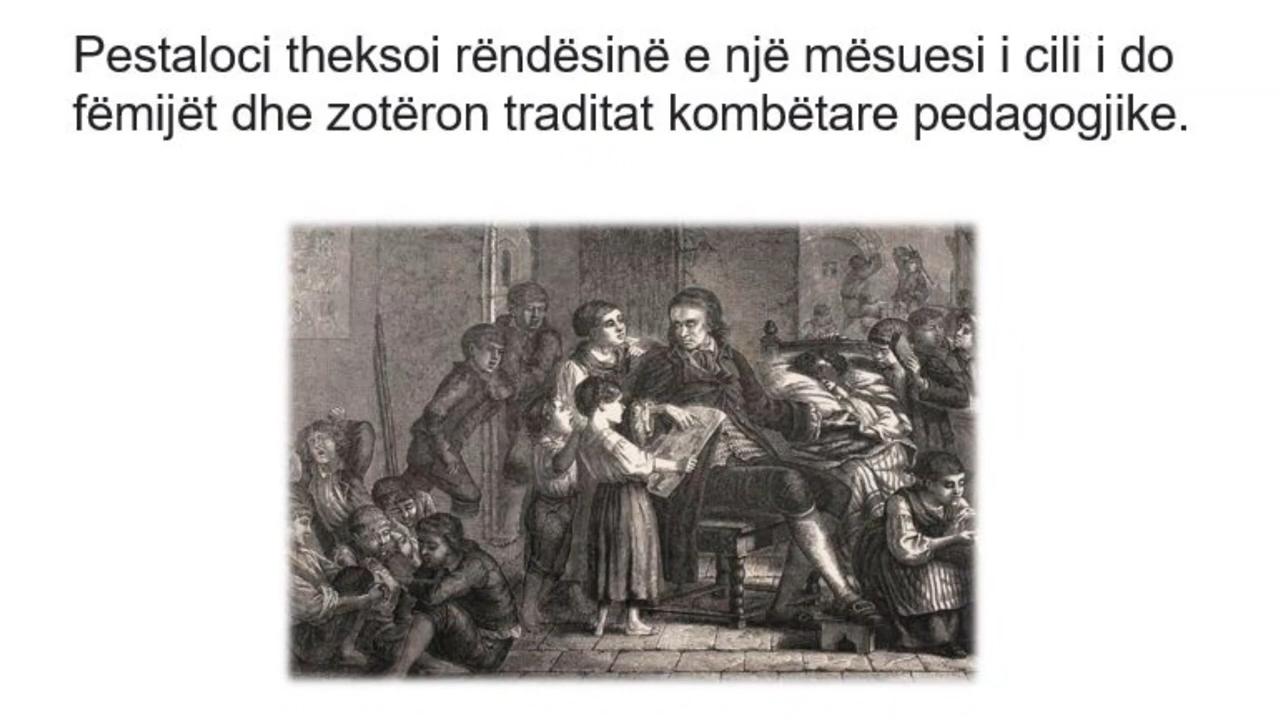 Pestaloci theksoi rëndësinë e një mësuesi i cili i do
fëmijët dhe zotëron traditat kombëtare pedagogjike.